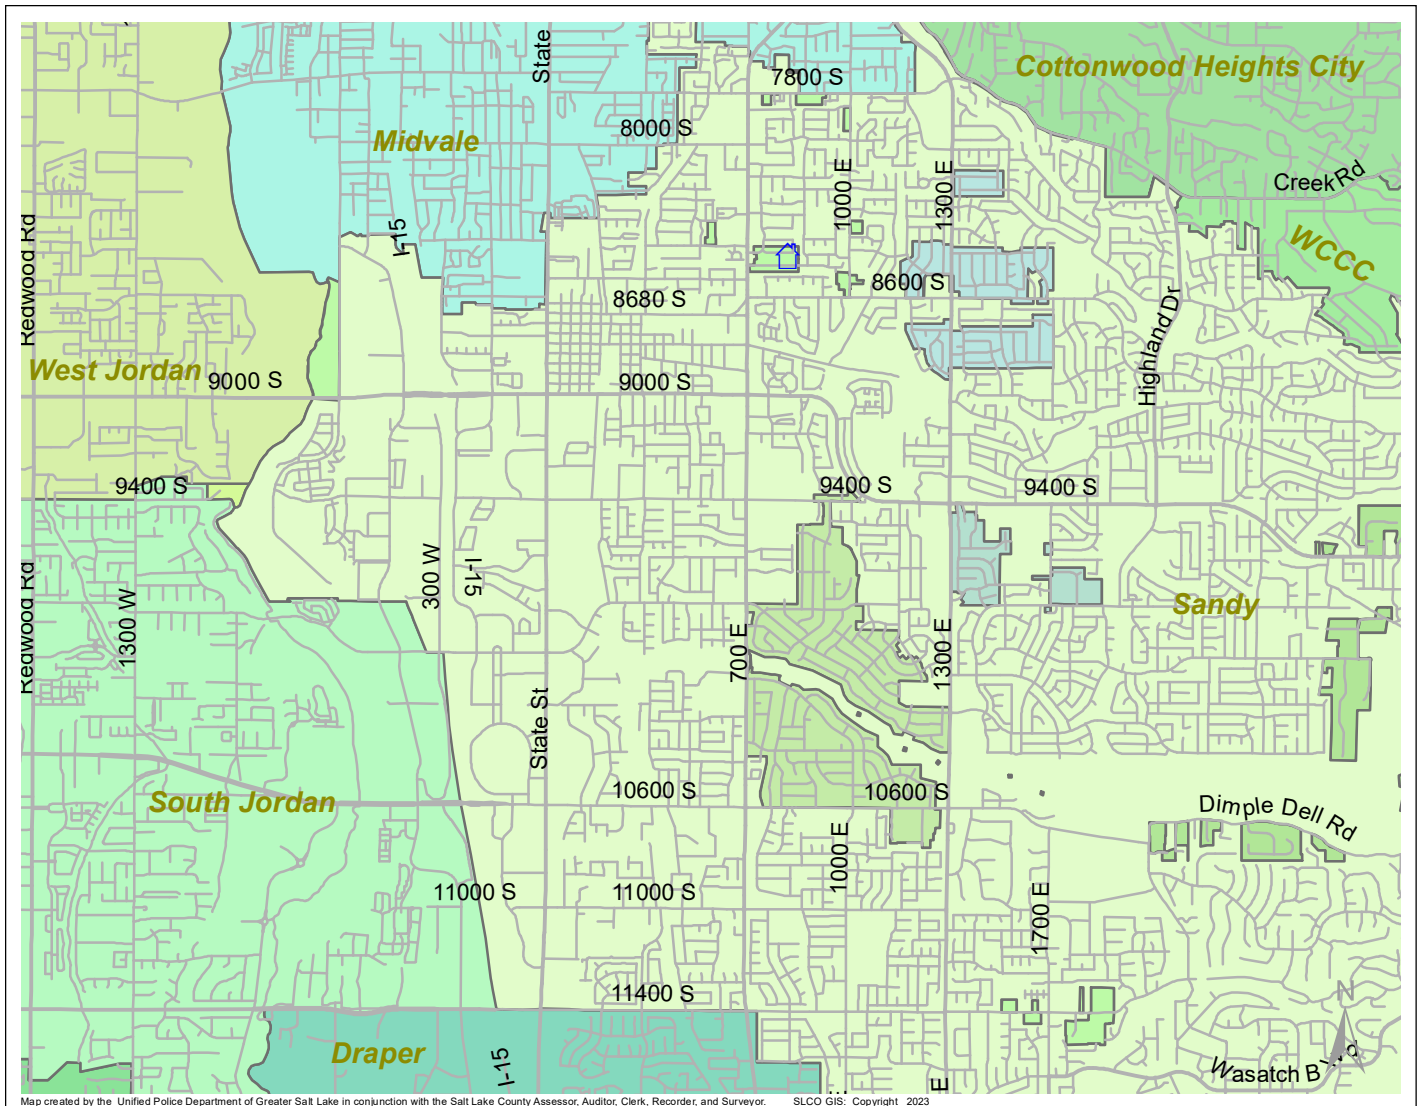 State
7800 S
Cottonwood Heights City
8000 S
Midvale
1000 E
1300 E
Creek Rd
Redwood Rd
I-15
WCCC
8680 S
8600 S
Highland Dr
West Jordan
9000 S
9000 S
9400 S
9400 S
9400 S
Redwood Rd
1300 W
300 W
I-15
Sandy
700 E
1300 E
State St
10600 S
10600 S
South Jordan
Dimple Dell Rd
1000 E
11000 S
11000 S
1700 E
11400 S
N
Draper
I-15
E
Wasatch Blvd
Map created by the Unified Police Department of Greater Salt Lake in conjunction with the Salt Lake County Assessor, Auditor, Clerk, Recorder, and Surveyor. SLCO GIS: Copyright 2023